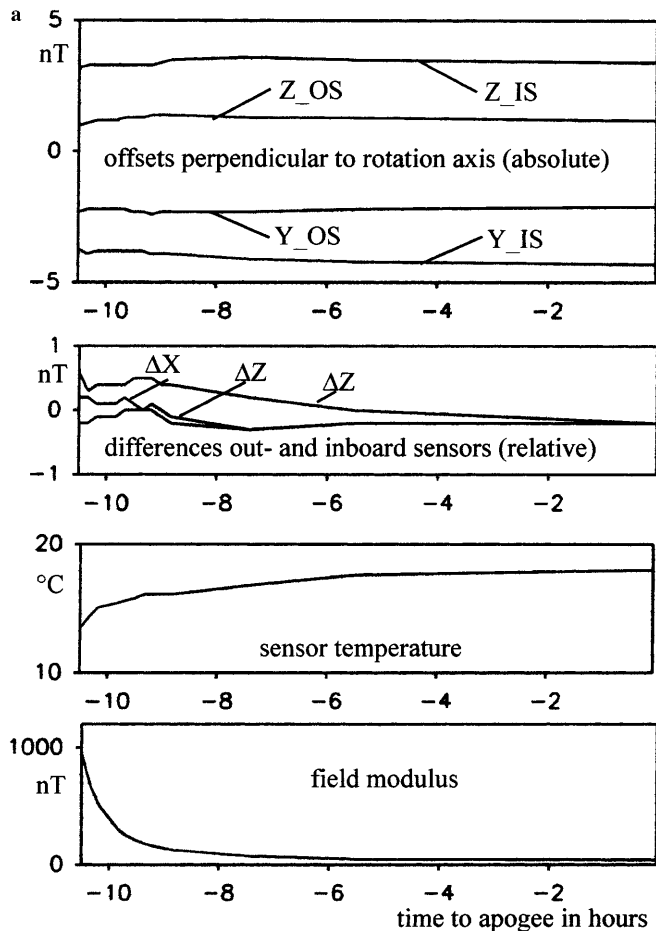 a
5
nT
Z_OS
Z_IS
0
offsets perpendicular to rotation axis (absolute)
Y_OS
Y_IS
−5
−10
−8
−6
−4
−2
1
nT
ΔX
ΔZ
ΔZ
0
differences out- and inboard sensors (relative)
−1
−10
−8
−6
−4
−2
20
°C
sensor temperature
10
−10
−8
−6
−4
−2
1000
nT
field modulus
0
−10
−8
−6
−4
−2
time to apogee in hours